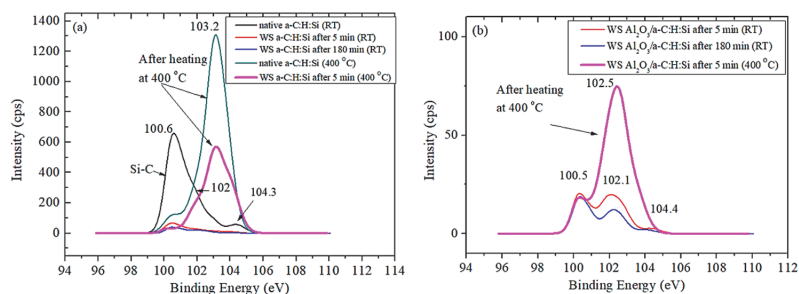 (a)
103.2
native a-C:H:Si (RT)
WS a-C:H:Si after 5 min (RT)
WS a-C:H:Si after 180 min (RT)
native a-C:H:Si (400 °C)
WS a-C:H:Si after 5 min (400 °C)
After heating
at 400 °C
100.6
Si-C
102
104.3
Intensity (cps)
1400
1200
1000
800
600
400
200
0
94 96 98 100 102 104 106 108 110 112 114
Binding Energy (eV)
(b)
WS Al₂O₃/a-C:H:Si after 5 min (RT)
WS Al₂O₃/a-C:H:Si after 180 min (RT)
WS Al₂O₃/a-C:H:Si after 5 min (400 °C)
102.5
After heating
at 400 °C
100.5
102.1
104.4
Intensity (cps)
100
50
0
94 96 98 100 102 104 106 108 110 112
Binding Energy (eV)